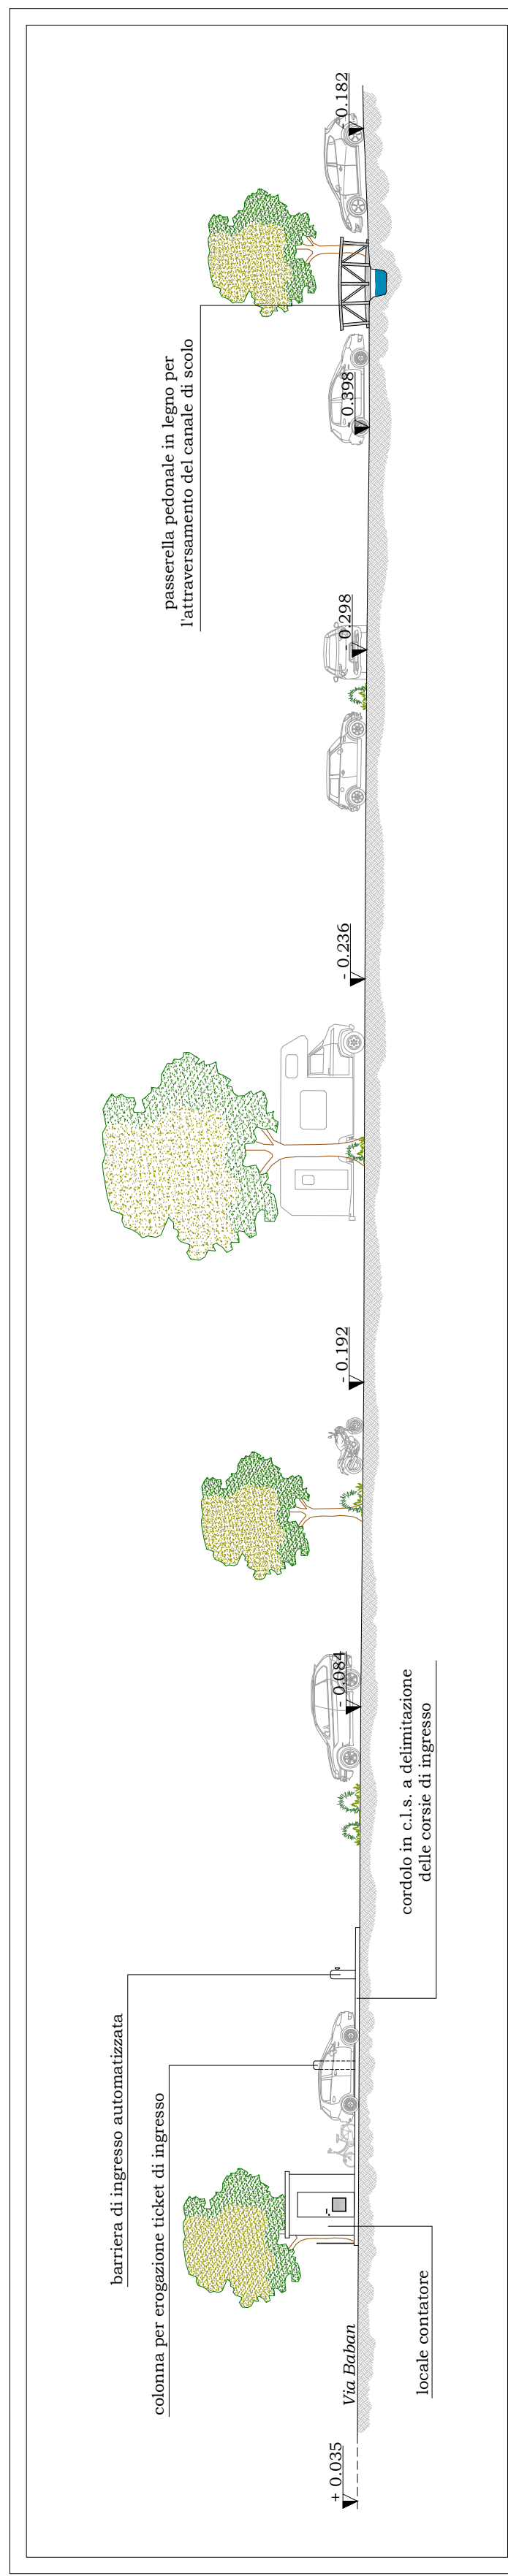 + 0.035
Via Baban
locale contatore
colonna per erogazione ticket di ingresso
barriera di ingresso automatizzata
cordolo in c.l.s. a delimitazione
delle corsie di ingresso
- 0.084
- 0.192
- 0.236
- 0.298
passerella pedonale in legno per
l'attraversamento del canale di scolo
- 0.398
- 0.182